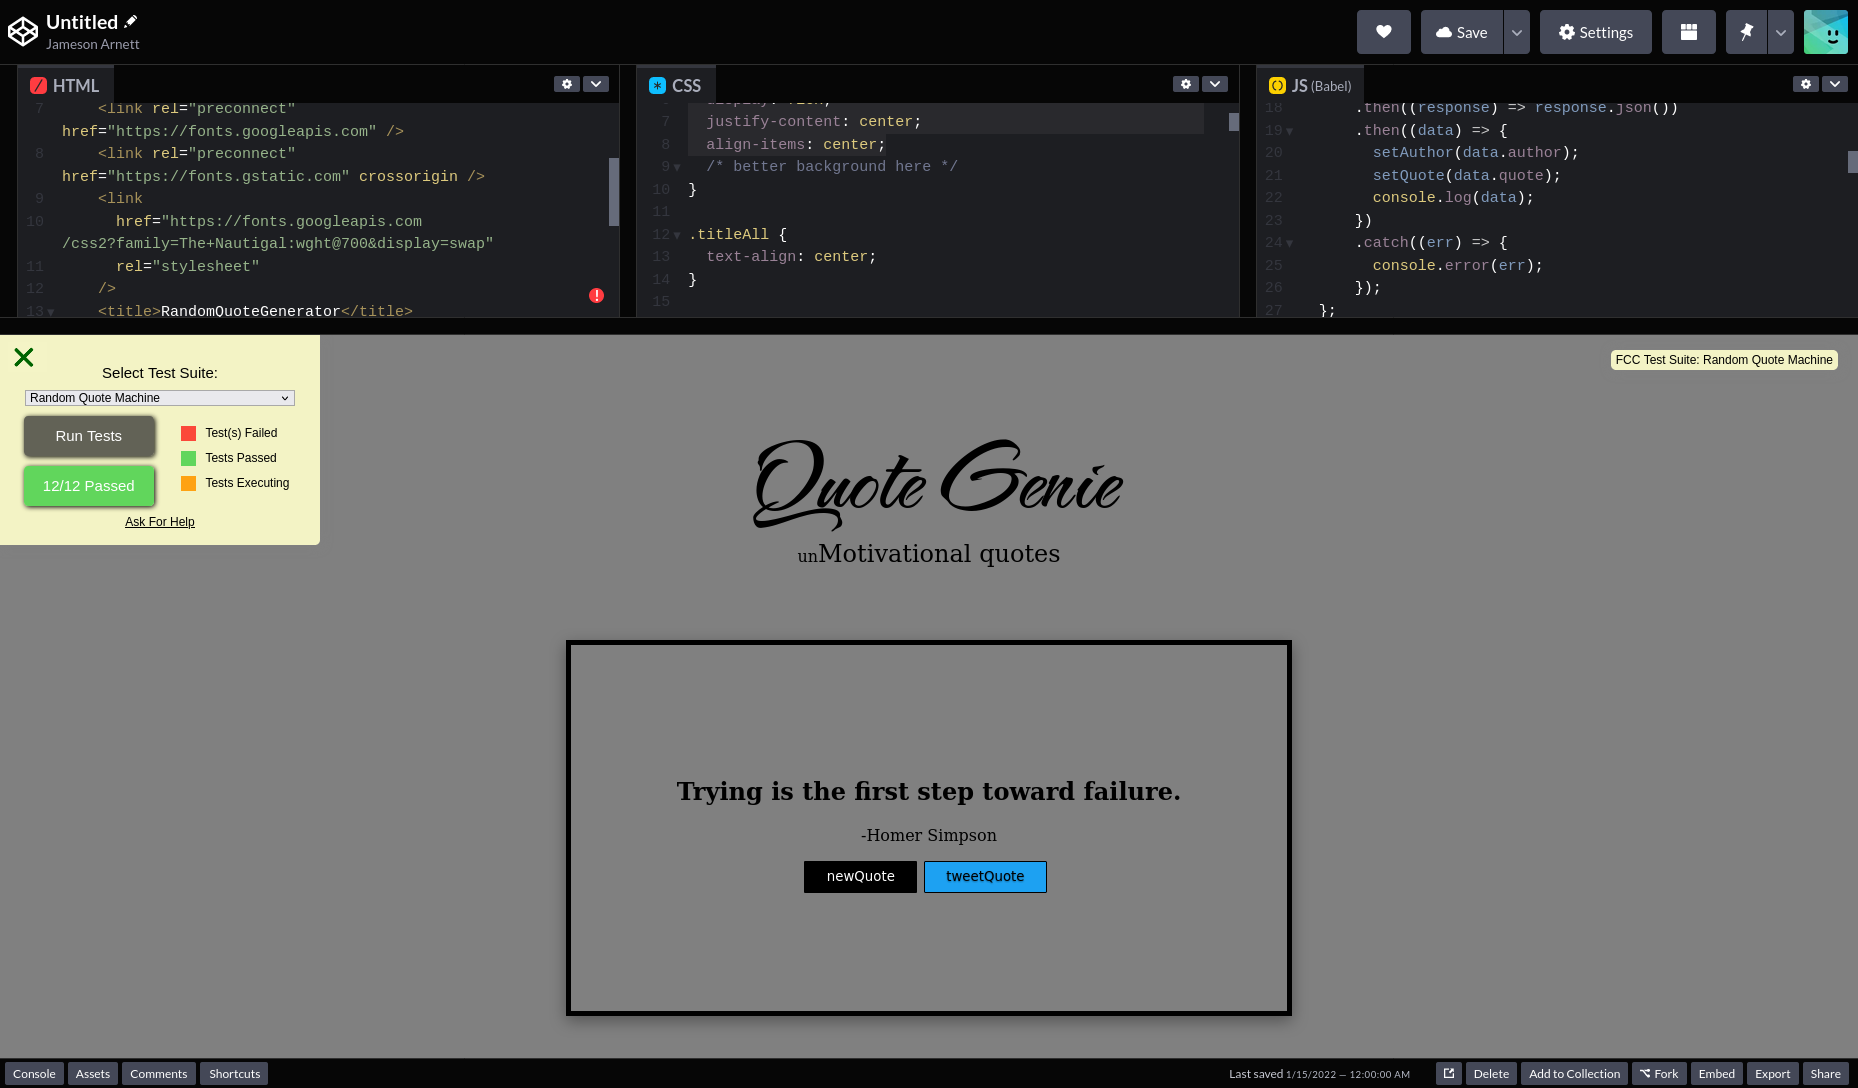 Untitled
Jameson Arnett
Save
Settings
HTML
7 <link rel="preconnect"
href="https://fonts.googleapis.com" />
8 <link rel="preconnect"
href="https://fonts.gstatic.com" crossorigin />
9 <link
10 href="https://fonts.googleapis.com
/css2?family=The+Nautigal:wght@700&display=swap"
11 rel="stylesheet"
12 />
13 <title>RandomQuoteGenerator</title>
CSS
7 justify-content: center;
8 align-items: center;
9 /* better background here */
10 }
11
12 .titleAll {
13 text-align: center;
14 }
15
JS (Babel)
18 .then((response) => response.json())
19 .then((data) => {
20 setAuthor(data.author);
21 setQuote(data.quote);
22 console.log(data);
23 })
24 .catch((err) => {
25 console.error(err);
26 });
27 };
Select Test Suite:
Random Quote Machine
Run Tests
12/12 Passed
Test(s) Failed
Tests Passed
Tests Executing
Ask For Help
FCC Test Suite: Random Quote Machine
Quote Genie
unMotivational quotes
Trying is the first step toward failure.
-Homer Simpson
newQuote
tweetQuote
Console
Assets
Comments
Shortcuts
Last saved 1/15/2022 — 12:00:00 AM
Delete
Add to Collection
Fork
Embed
Export
Share